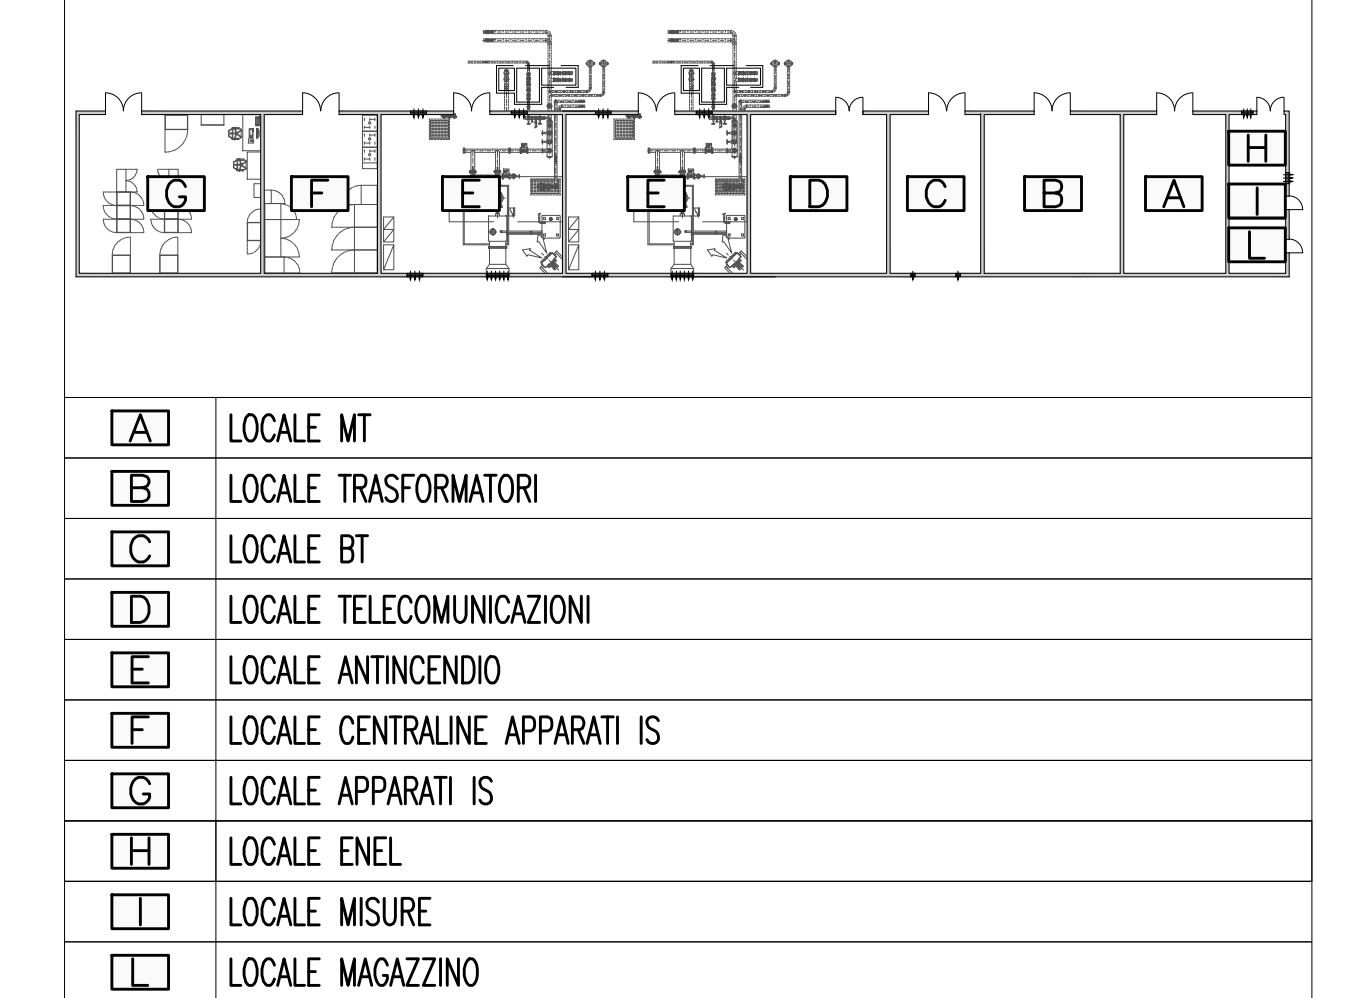 G F E E D C B A H
I
L
A LOCALE MT
B LOCALE TRASFORMATORI
C LOCALE BT
D LOCALE TELECOMUNICAZIONI
E LOCALE ANTINCENDIO
F LOCALE CENTRALINE APPARATI IS
G LOCALE APPARATI IS
H LOCALE ENEL
I LOCALE MISURE
L LOCALE MAGAZZINO